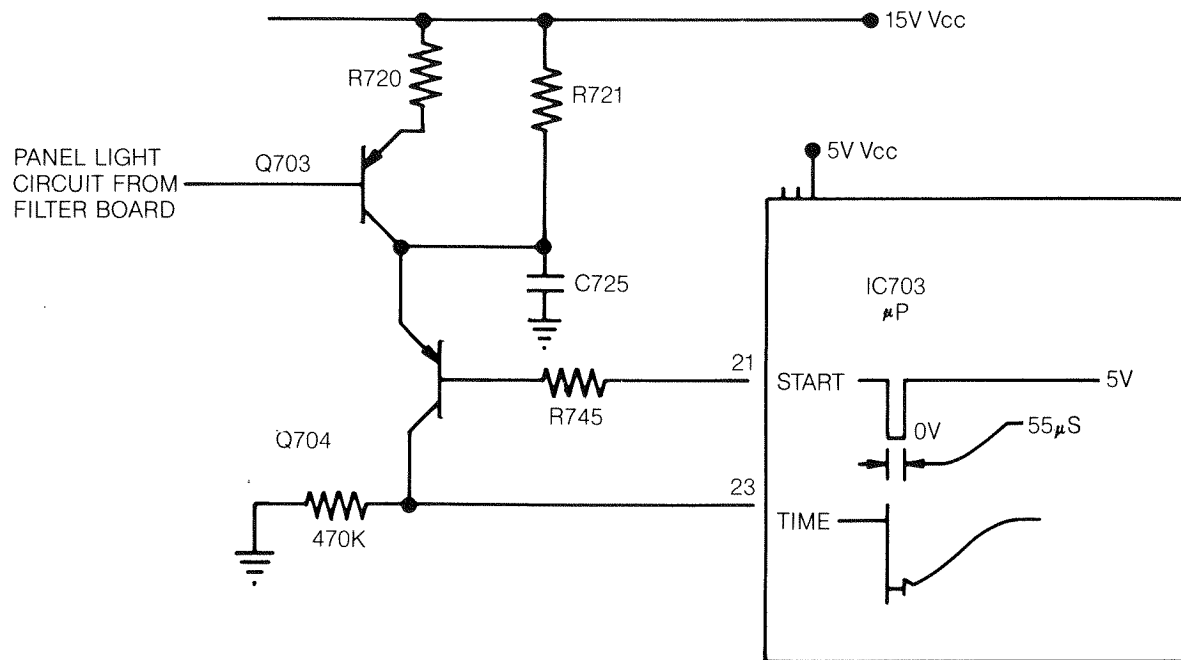 15V Vcc
R720
R721
5V Vcc
PANEL LIGHT
CIRCUIT FROM
FILTER BOARD
Q703
C725
IC703
μP
21
START
5V
R745
0V
55μS
Q704
23
TIME
470K